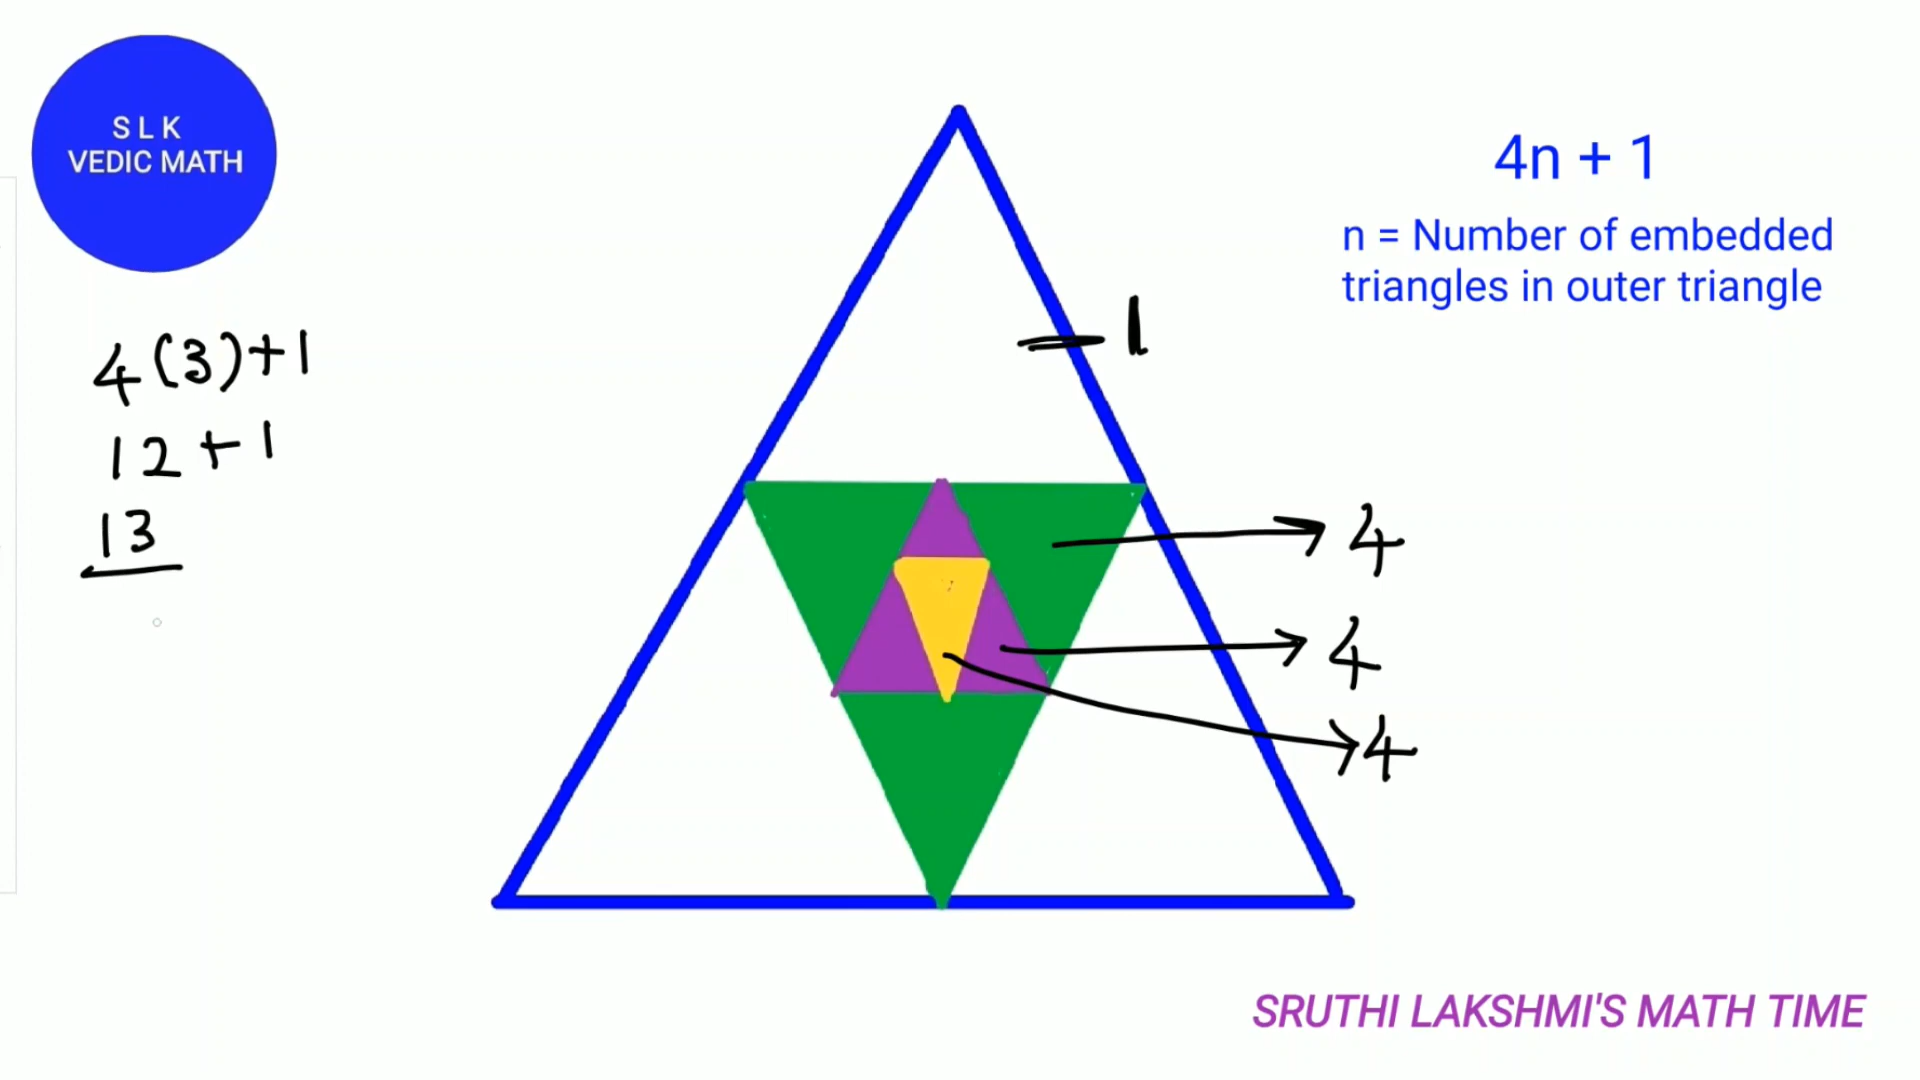 S L K
VEDIC MATH
4n + 1
n = Number of embedded
triangles in outer triangle
4(3)+1
12+1
13
1
4
4
4
SRUTHI LAKSHMI'S MATH TIME